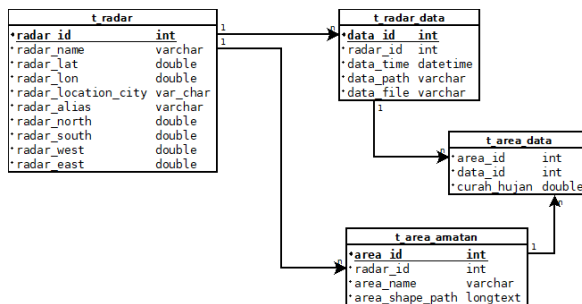 t_radar
radar_id int
radar_name varchar
radar_lat double
radar_lon double
radar_location_city var_char
radar_alias varchar
radar_north double
radar_south double
radar_west double
radar_east double
1
1
n
t_radar_data
data_id int
radar_id int
data_time datetime
data_path varchar
data_file varchar
1
n
t_area_data
area_id int
data_id int
curah_hujan double
n
1
n
t_area_amatan
area_id int
radar_id int
area_name varchar
area_shape_path longtext